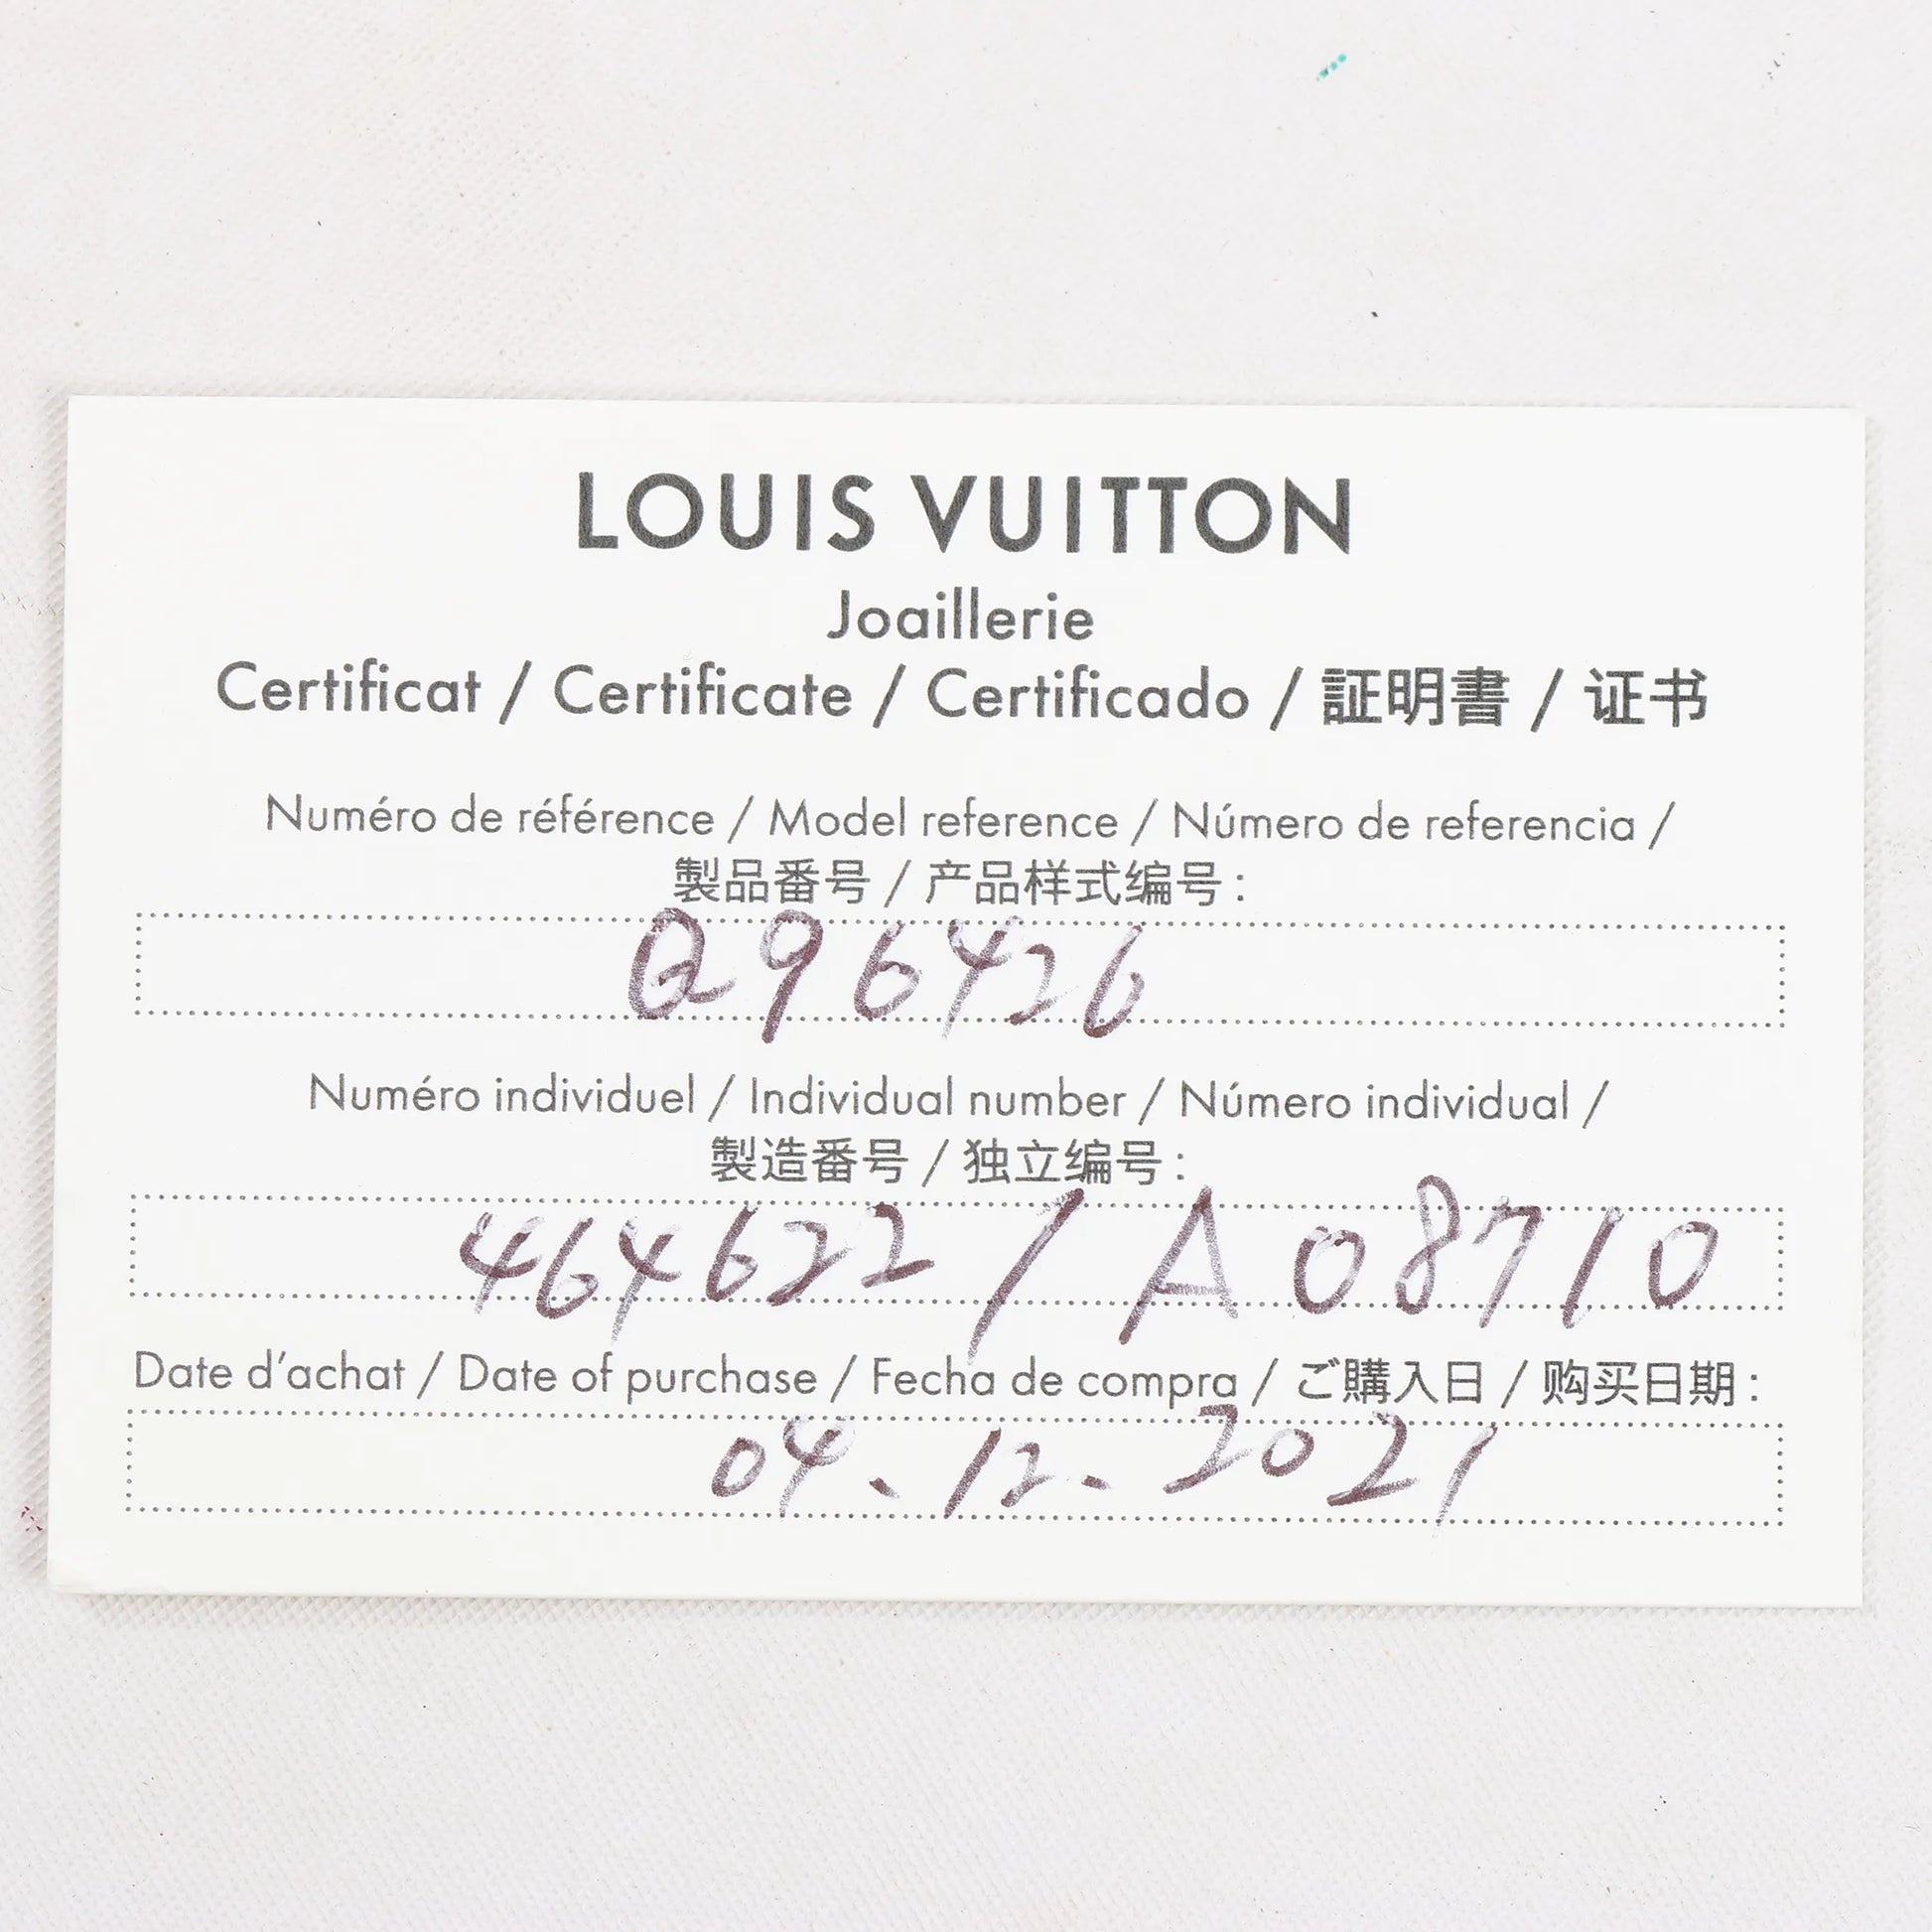 LOUIS VUITTON
Joaillerie
Certificat / Certificate / Certificado / 証明書 / 证书
Numéro de référence / Model reference / Número de referencia /
製品番号 / 产品样式编号:
Q96426
Numéro individuel / Individual number / Número individual /
製造番号 / 独立编号:
464622 / A08710
Date d'achat / Date of purchase / Fecha de compra / ご購入日 / 购买日期:
04.12.2021